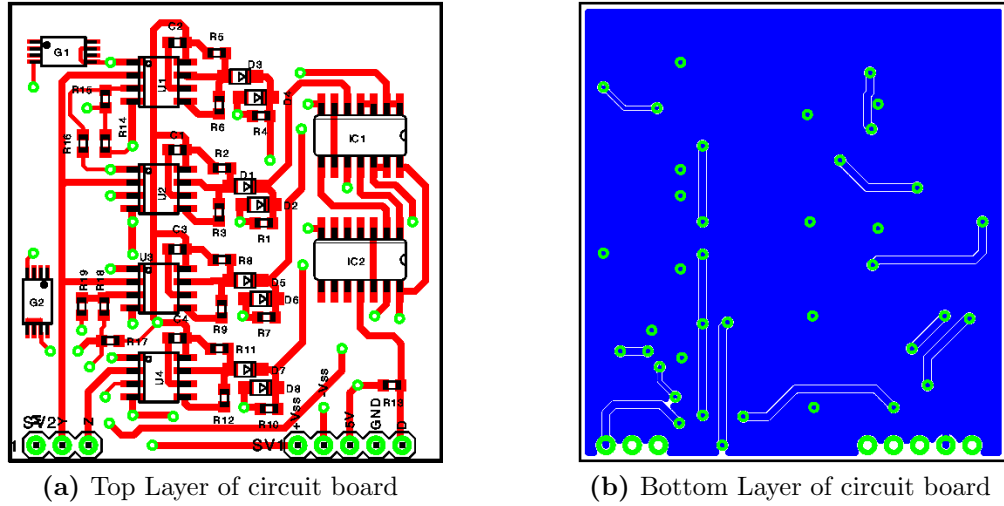 C2
R5
G1
D3
U1
R15
D4
R6
R4
R14
R16
IC1
C1
R2
D1
U2
D2
R3
R1
C3
R8
U3
IC2
R19
R18
D5
D6
G2
R9
R7
C4
R17
R11
U4
D7
D8
R12
R10
R13
+Vss
-Vss
5V
GND
D
SV2
Y
Z
1
SV1
(a) Top Layer of circuit board
(b) Bottom Layer of circuit board